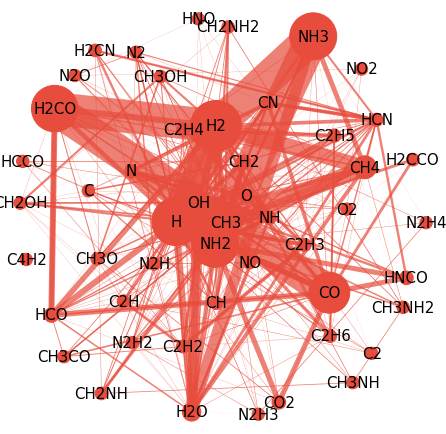 HNO
CH2NH2
NH3
H2CN
N2
NO2
N2O
CH3OH
CN
H2CO
HCN
C2H4
H2
C2H5
HCCO
CH2
CH4
H2CCO
N
C
CH2OH
OH
O
O2
H
CH3
NH
N2H4
NH2
C2H3
C4H2
CH3O
N2H
NO
HNCO
CO
C2H
CH
CH3NH2
HCO
C2H6
N2H2
C2H2
CH3CO
C2
CH3NH
CH2NH
CO2
H2O
N2H3